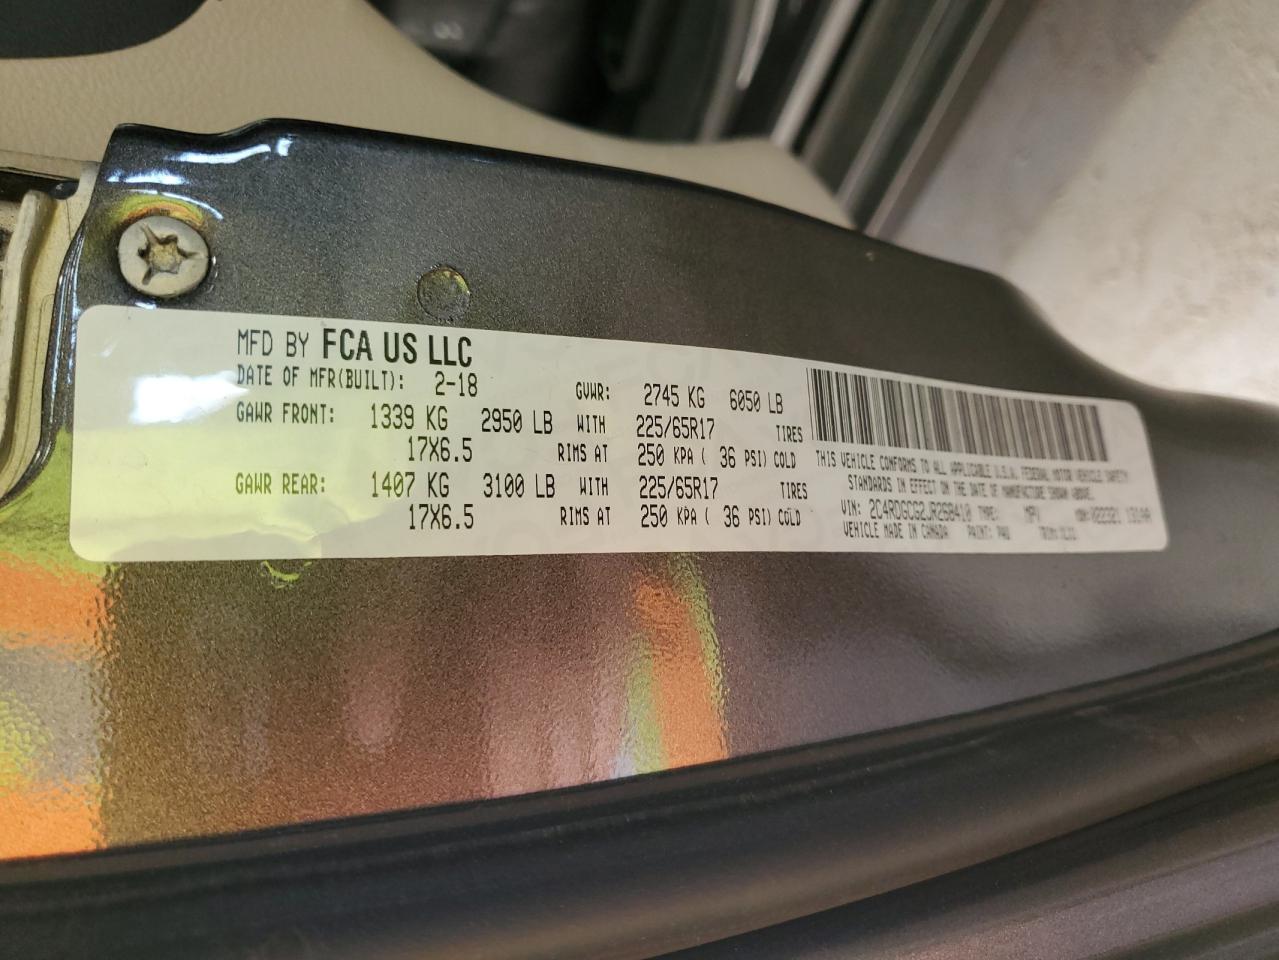 MFD BY FCA US LLC
DATE OF MFR(BUILT): 2-18 GVWR: 2745 KG 6050 LB
GAWR FRONT: 1339 KG 2950 LB WITH 225/65R17 TIRES
17X6.5 RIMS AT 250 KPA ( 36 PSI) COLD
GAWR REAR: 1407 KG 3100 LB WITH 225/65R17 TIRES
17X6.5 RIMS AT 250 KPA ( 36 PSI) COLD
THIS VEHICLE CONFORMS TO ALL APPLICABLE U.S.A. FEDERAL MOTOR VEHICLE SAFETY
STANDARDS IN EFFECT ON THE DATE OF MANUFACTURE SHOWN ABOVE.
VIN: 2C4RDGCG2JR258410 TYPE: MPV
VEHICLE MADE IN CANADA PAINT: PAU